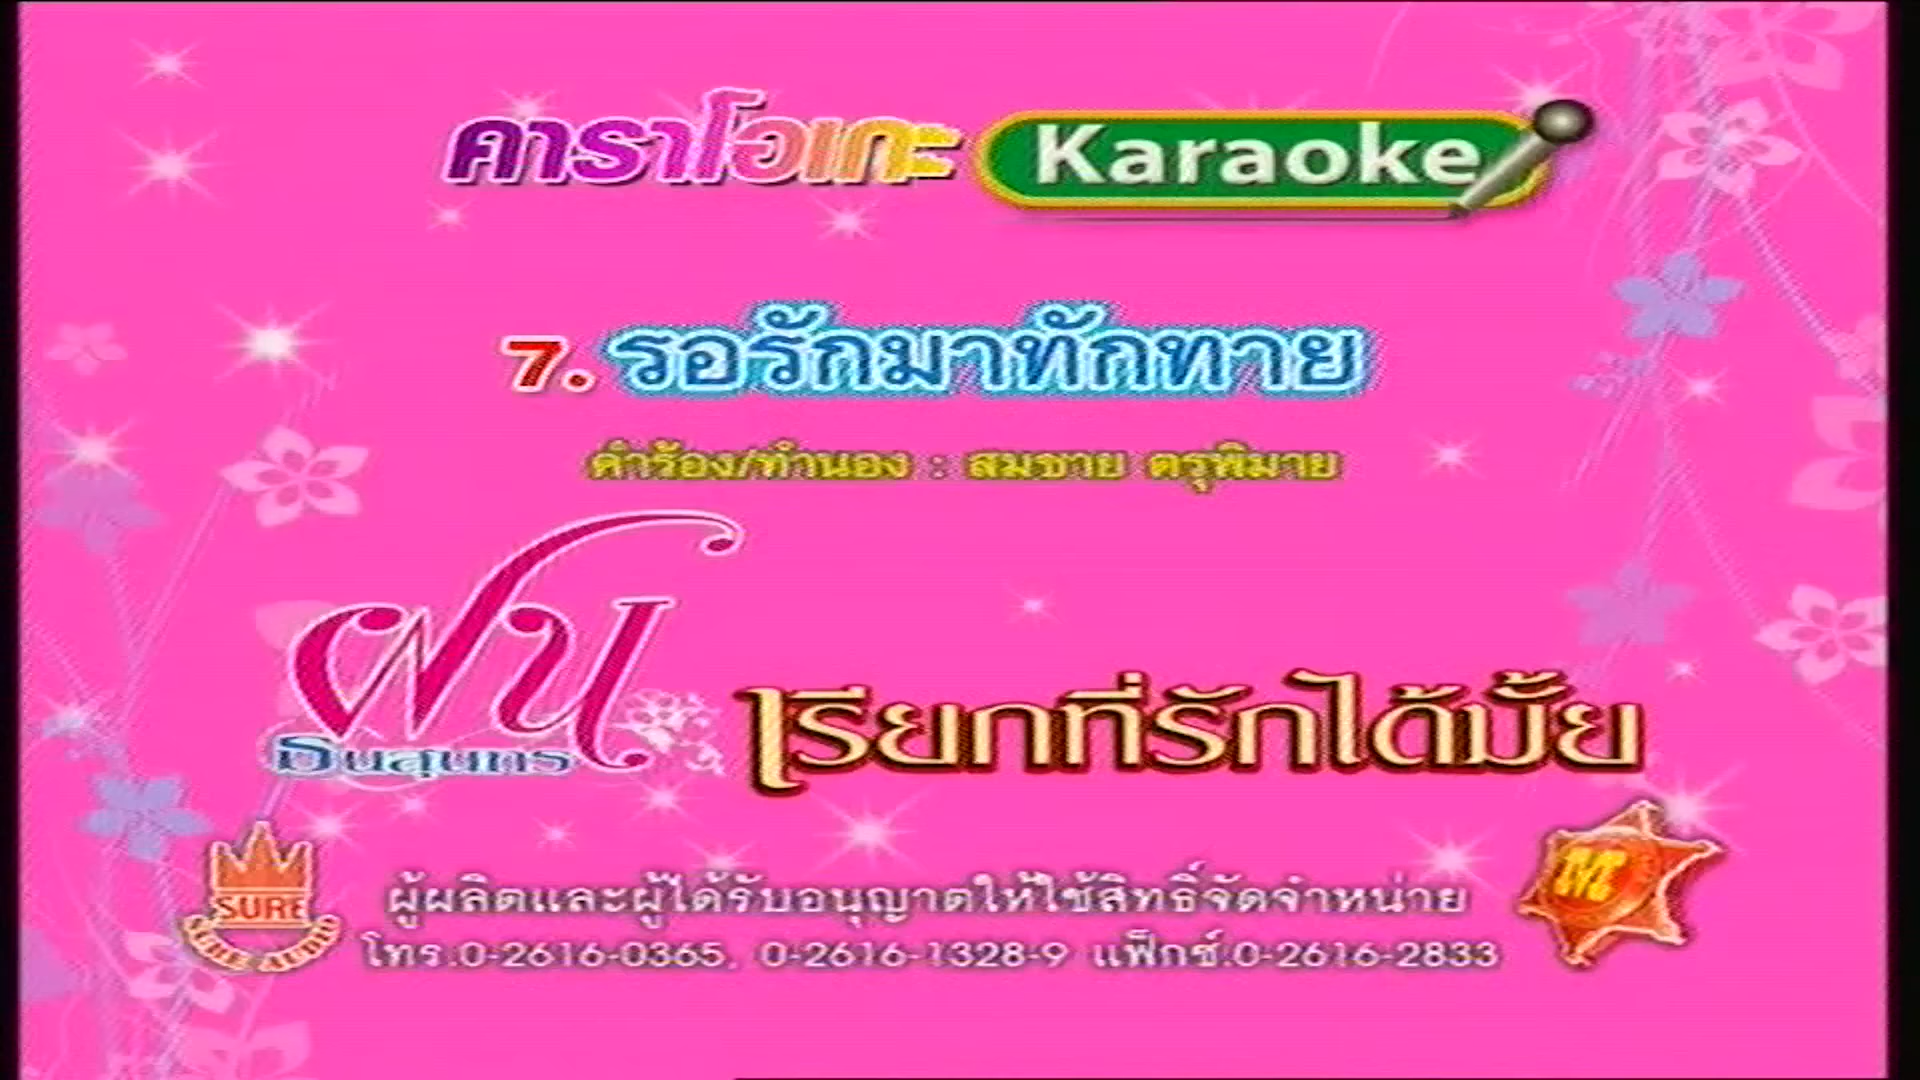 คาราโอเกะ Karaoke
7. รอรักมาทักทาย
คำร้อง/ทำนอง : สมชาย ตรุพิมาย
ฝน
ธนสุนทร
เรียกที่รักได้มั้ย
SURE
SURE AUDIO
ผู้ผลิตและผู้ได้รับอนุญาตให้ใช้สิทธิ์จัดจำหน่าย
โทร.0-2616-0365, 0-2616-1328-9 แฟ็กซ์.0-2616-2833